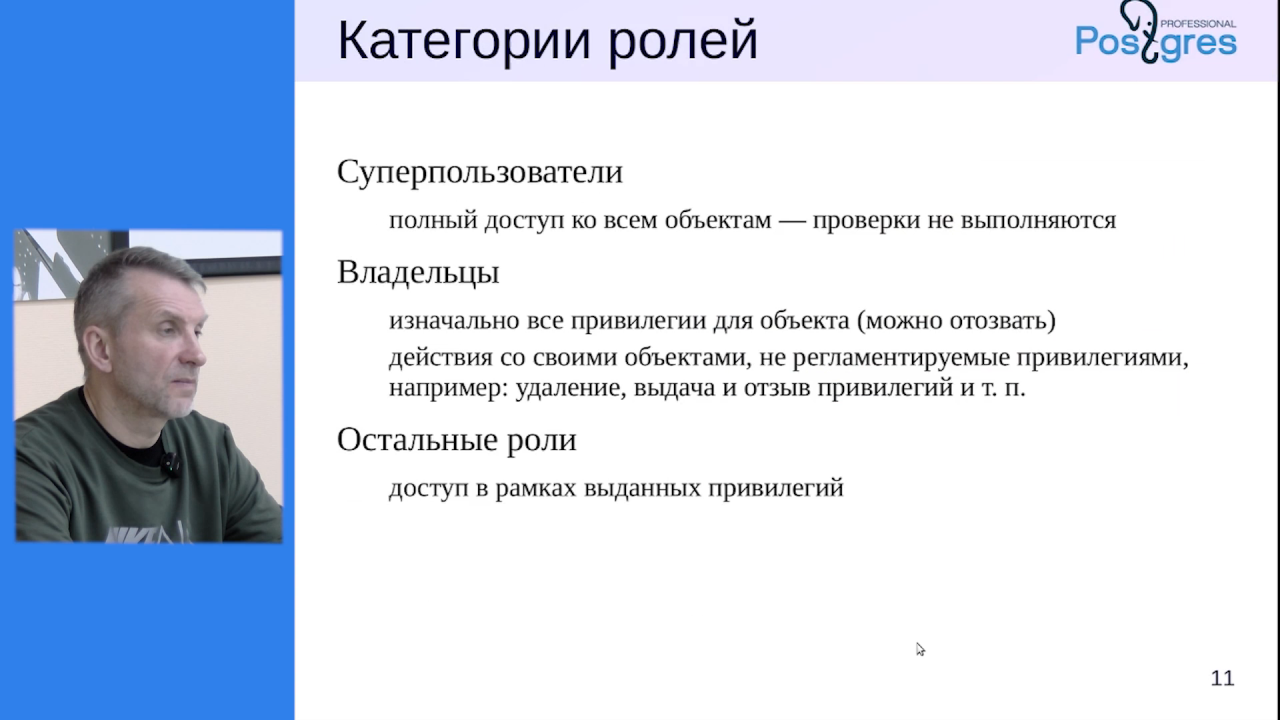 Категории ролей
PROFESSIONAL
Postgres
Суперпользователи
полный доступ ко всем объектам — проверки не выполняются
Владельцы
изначально все привилегии для объекта (можно отозвать)
действия со своими объектами, не регламентируемые привилегиями,
например: удаление, выдача и отзыв привилегий и т. п.
Остальные роли
доступ в рамках выданных привилегий
11